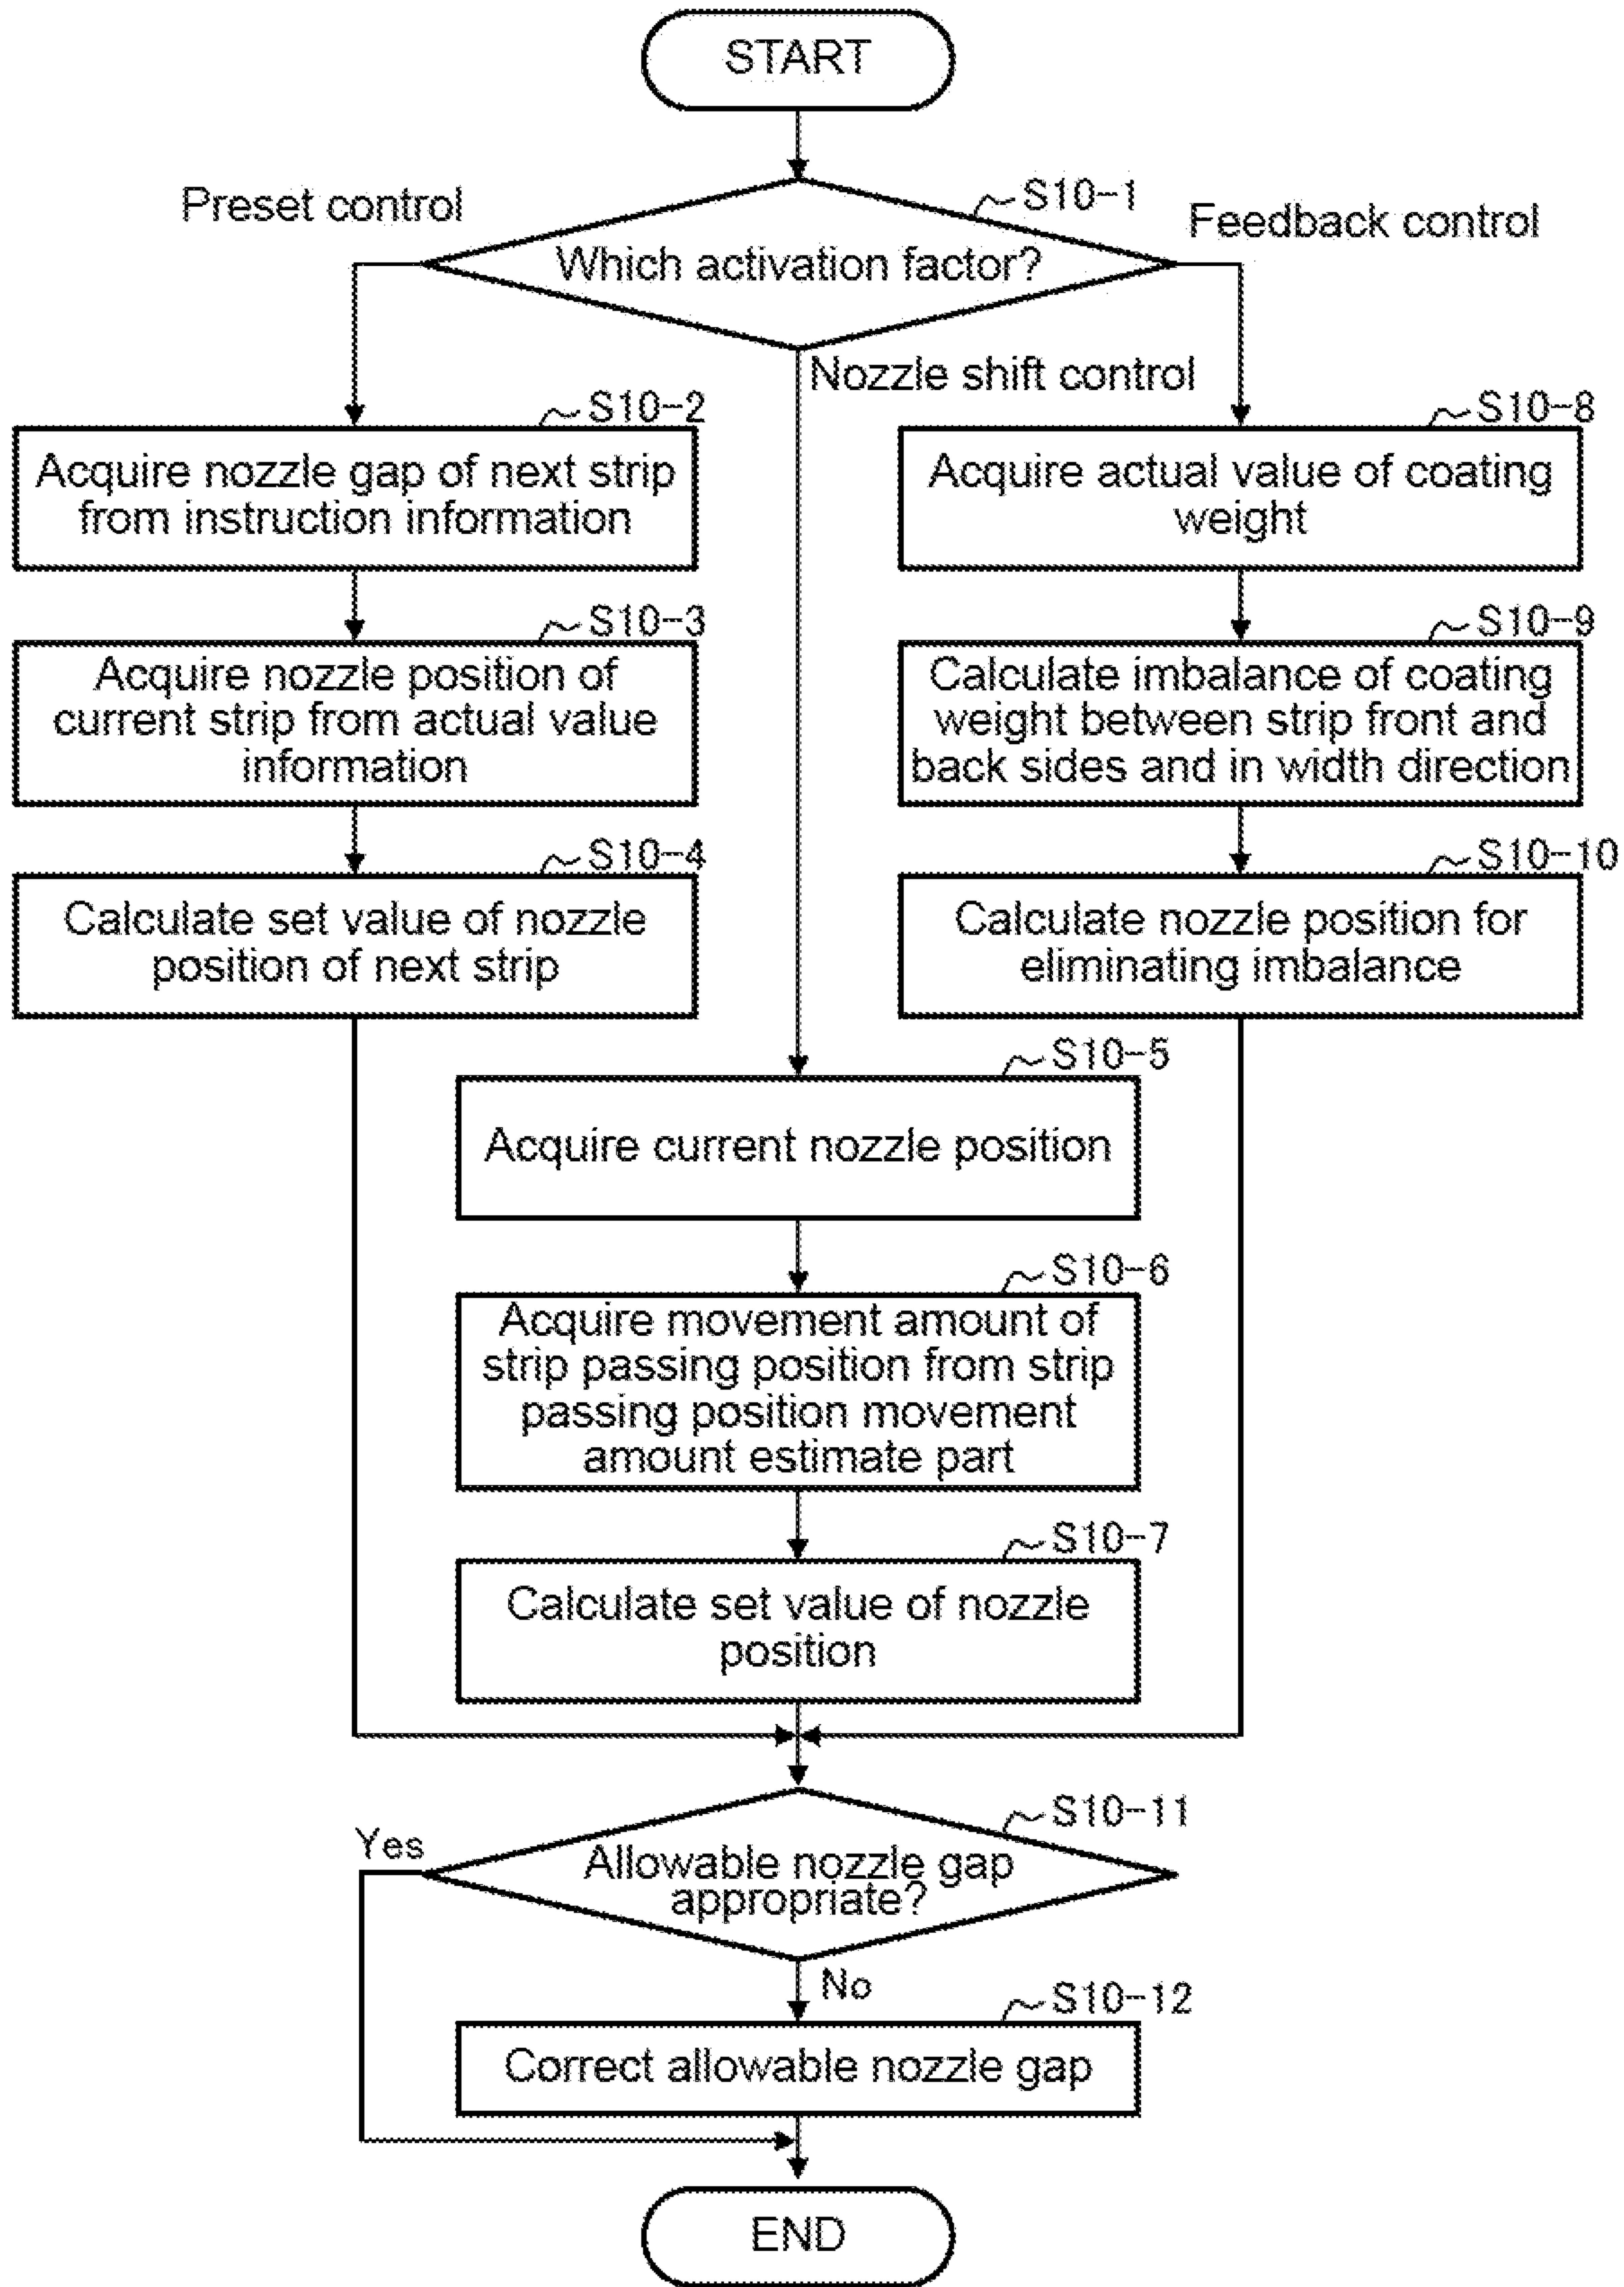 START
S10-1
Preset control
Feedback control
Which activation factor?
Nozzle shift control
S10-2
Acquire nozzle gap of next strip
from instruction information
S10-3
Acquire nozzle position of
current strip from actual value
information
S10-4
Calculate set value of nozzle
position of next strip
S10-8
Acquire actual value of coating
weight
S10-9
Calculate imbalance of coating
weight between strip front and
back sides and in width direction
S10-10
Calculate nozzle position for
eliminating imbalance
S10-5
Acquire current nozzle position
S10-6
Acquire movement amount of
strip passing position from strip
passing position movement
amount estimate part
S10-7
Calculate set value of nozzle
position
S10-11
Yes
Allowable nozzle gap
appropriate?
No
S10-12
Correct allowable nozzle gap
END